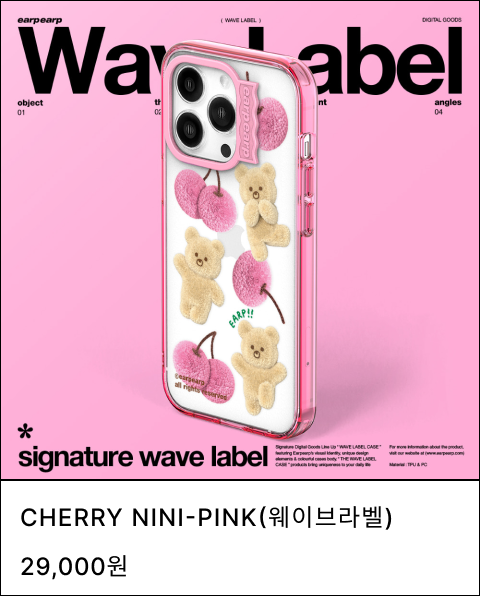 earpearp
( WAVE LABEL )
DIGITAL GOODS
Wave Label
object
angles
01
04
earpearp
EARP!!
©earpearp
all rights reserved
*
signature wave label
Signature Digital Goods Line Up " WAVE LABEL CASE "
featuring Earpearp's visual identity, unique design
elements & colourful cases body. " THE WAVE LABEL
CASE " products bring uniqueness to your daily life
For more information about the product,
visit our website at (www.earpearp.com)
Material : TPU & PC
CHERRY NINI-PINK(웨이브라벨)
29,000원